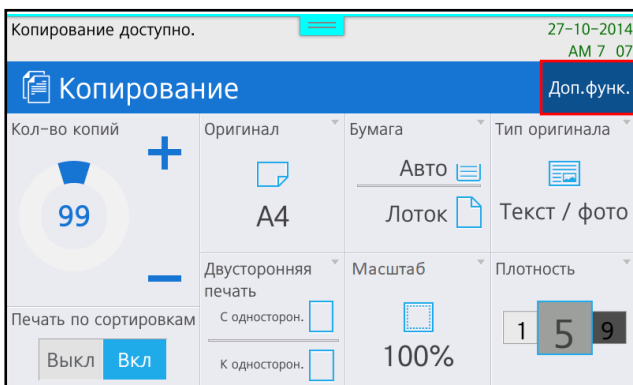 Копирование доступно.
27-10-2014
AM 7 07
Копирование
Доп.функ.
Кол-во копий
99
Оригинал
A4
Бумага
Авто
Лоток
Тип оригинала
Текст / фото
Печать по сортировкам
Выкл Вкл
Двусторонняя
печать
С односторон.
К односторон.
Масштаб
100%
Плотность
1 5 9